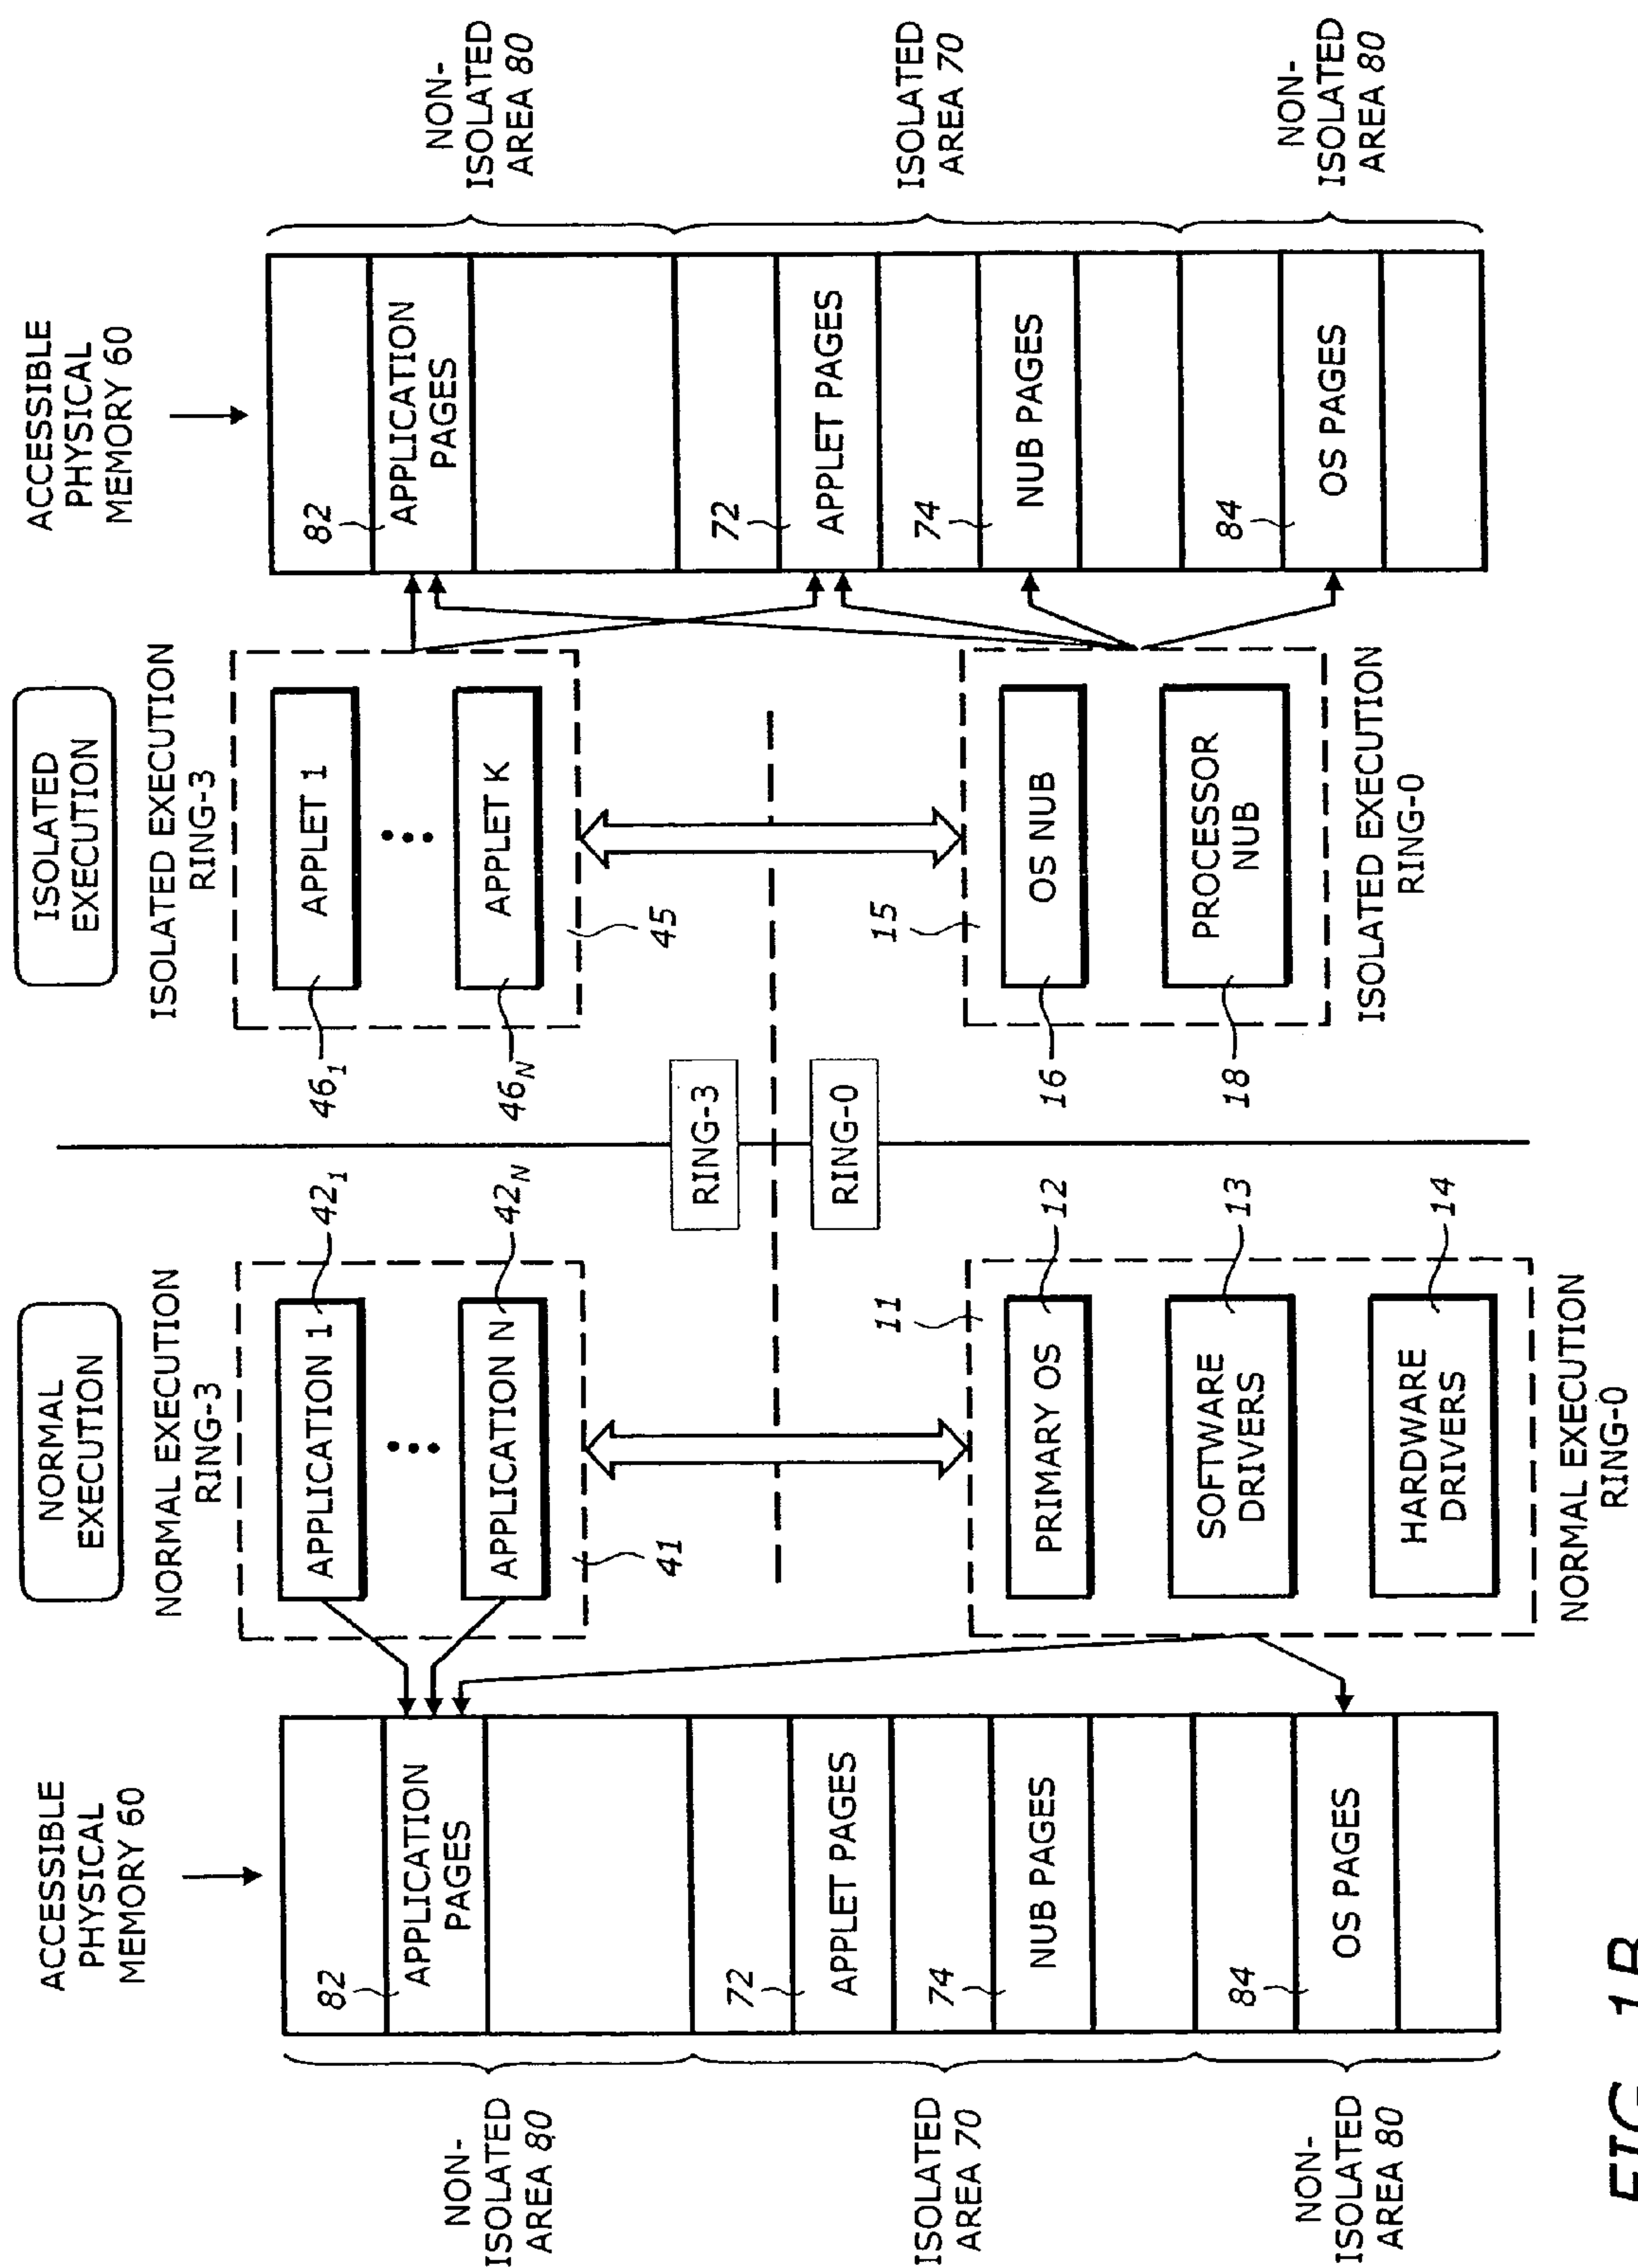 ACCESSIBLE
PHYSICAL
MEMORY 60
NON-
ISOLATED
AREA 80
ISOLATED
AREA 70
NON-
ISOLATED
AREA 80
82
APPLICATION
PAGES
72
APPLET PAGES
74
NUB PAGES
84
OS PAGES
NORMAL
EXECUTION
NORMAL EXECUTION
RING-3
APPLICATION 1
42₁
APPLICATION N
42N
41
11
PRIMARY OS
12
SOFTWARE
DRIVERS
13
HARDWARE
DRIVERS
14
NORMAL EXECUTION
RING-0
RING-3
RING-0
ISOLATED
EXECUTION
ISOLATED EXECUTION
RING-3
46₁
APPLET 1
46N
APPLET K
45
15
16
OS NUB
18
PROCESSOR
NUB
ISOLATED EXECUTION
RING-0
ACCESSIBLE
PHYSICAL
MEMORY 60
82
APPLICATION
PAGES
72
APPLET PAGES
74
NUB PAGES
84
OS PAGES
NON-
ISOLATED
AREA 80
ISOLATED
AREA 70
NON-
ISOLATED
AREA 80
FIG. 1B